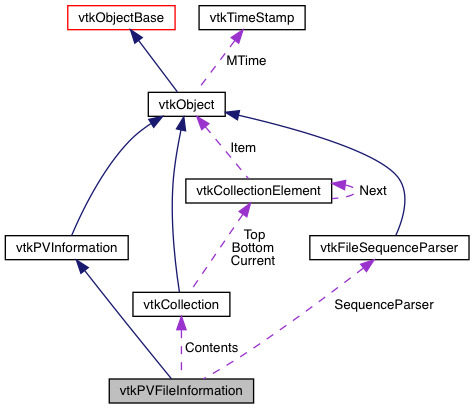 vtkObjectBase
vtkTimeStamp
MTime
vtkObject
Item
vtkCollectionElement
Next
vtkPVInformation
Top
Bottom
Current
vtkFileSequenceParser
vtkCollection
SequenceParser
Contents
vtkPVFileInformation